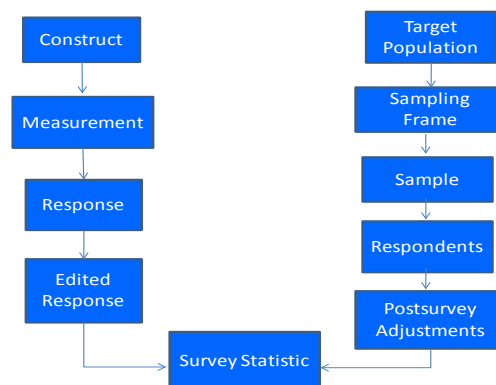 Construct
Measurement
Response
Edited
Response
Target
Population
Sampling
Frame
Sample
Respondents
Postsurvey
Adjustments
Survey Statistic